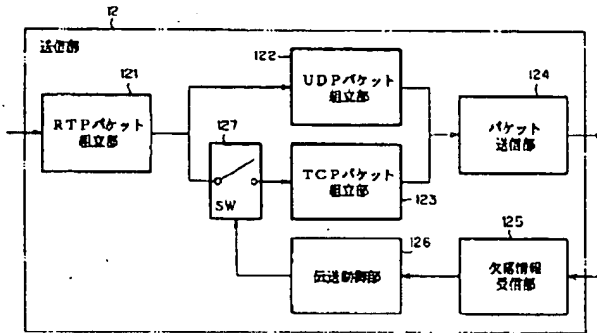 12
送信部
121
RTPパケット
組立部
122
UDPパケット
組立部
127
SW
TCPパケット
組立部
123
124
パケット
送信部
125
欠落情報
受信部
126
伝送制御部